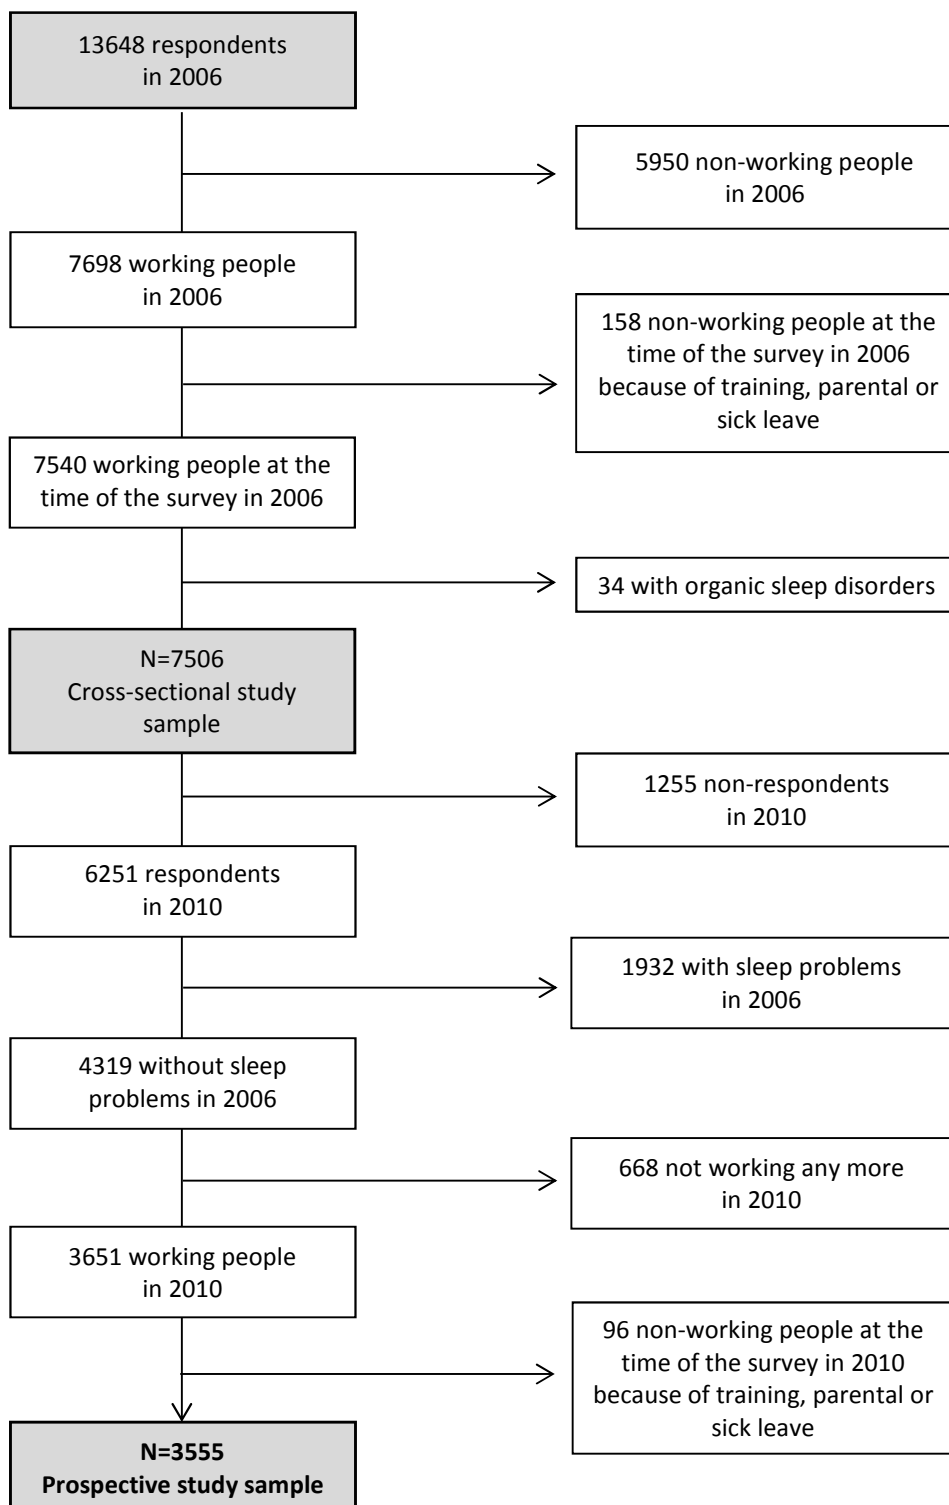 13648 respondents
in 2006
5950 non-working people
in 2006
7698 working people
in 2006
158 non-working people at the
time of the survey in 2006
because of training, parental or
sick leave
7540 working people at the
time of the survey in 2006
34 with organic sleep disorders
N=7506
Cross-sectional study
sample
1255 non-respondents
in 2010
6251 respondents
in 2010
1932 with sleep problems
in 2006
4319 without sleep
problems in 2006
668 not working any more
in 2010
3651 working people
in 2010
96 non-working people at the
time of the survey in 2010
because of training, parental or
sick leave
N=3555
Prospective study sample